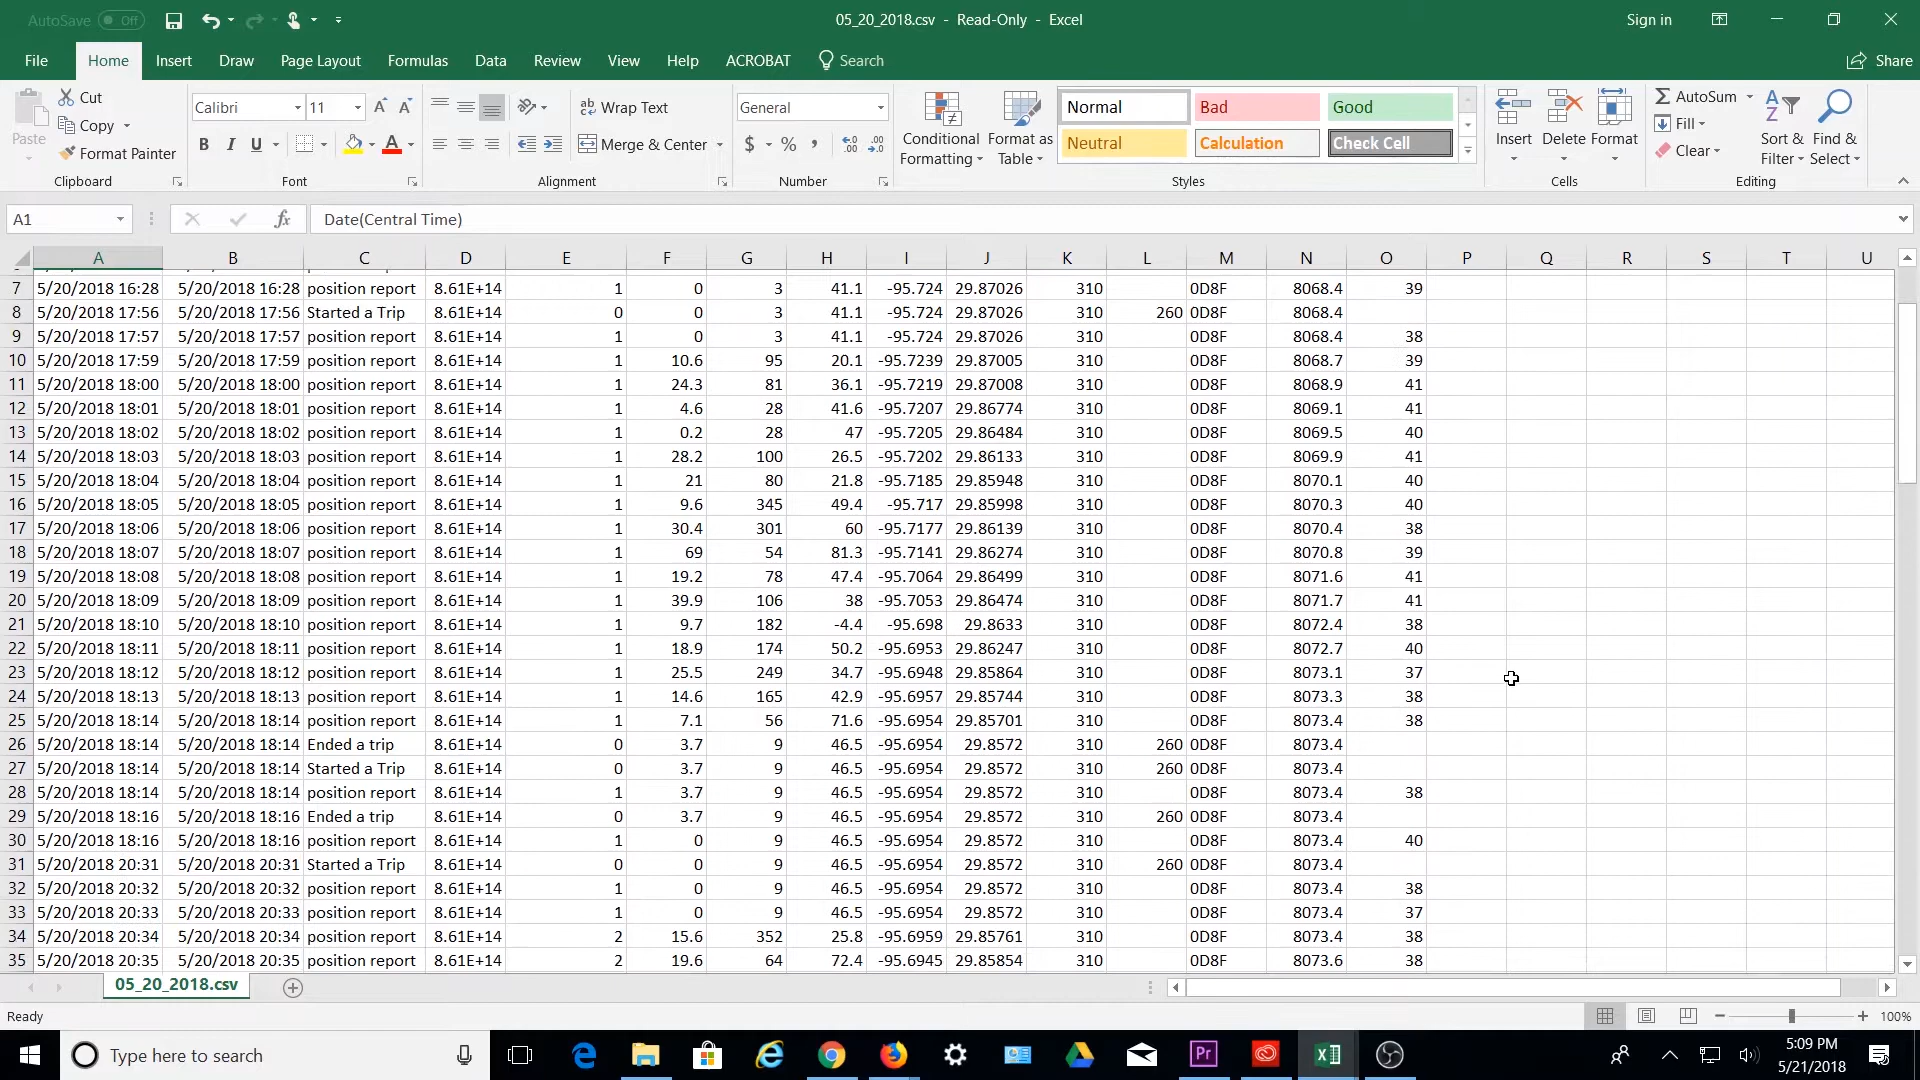 AutoSave Off 05_20_2018.csv - Read-Only - Excel Sign in
File Home Insert Draw Page Layout Formulas Data Review View Help ACROBAT Search Share
Paste Cut Copy Format Painter Clipboard
Calibri 11 A A B I U A Font
Wrap Text Merge & Center Alignment
General $ % , .00 .00 Number
Conditional Formatting Format as Table Normal Bad Good Neutral Calculation Check Cell Styles
Insert Delete Format Cells
AutoSum Fill Clear Sort & Filter Find & Select Editing
A1 fx Date(Central Time)
A B C D E F G H I J K L M N O P Q R S T U
7 5/20/2018 16:28 5/20/2018 16:28 position report 8.61E+14 1 0 3 41.1 -95.724 29.87026 310 0D8F 8068.4 39
8 5/20/2018 17:56 5/20/2018 17:56 Started a Trip 8.61E+14 0 0 3 41.1 -95.724 29.87026 310 260 0D8F 8068.4
9 5/20/2018 17:57 5/20/2018 17:57 position report 8.61E+14 1 0 3 41.1 -95.724 29.87026 310 0D8F 8068.4 38
10 5/20/2018 17:59 5/20/2018 17:59 position report 8.61E+14 1 10.6 95 20.1 -95.7239 29.87005 310 0D8F 8068.7 39
11 5/20/2018 18:00 5/20/2018 18:00 position report 8.61E+14 1 24.3 81 36.1 -95.7219 29.87008 310 0D8F 8068.9 41
12 5/20/2018 18:01 5/20/2018 18:01 position report 8.61E+14 1 4.6 28 41.6 -95.7207 29.86774 310 0D8F 8069.1 41
13 5/20/2018 18:02 5/20/2018 18:02 position report 8.61E+14 1 0.2 28 47 -95.7205 29.86484 310 0D8F 8069.5 40
14 5/20/2018 18:03 5/20/2018 18:03 position report 8.61E+14 1 28.2 100 26.5 -95.7202 29.86133 310 0D8F 8069.9 41
15 5/20/2018 18:04 5/20/2018 18:04 position report 8.61E+14 1 21 80 21.8 -95.7185 29.85948 310 0D8F 8070.1 40
16 5/20/2018 18:05 5/20/2018 18:05 position report 8.61E+14 1 9.6 345 49.4 -95.717 29.85998 310 0D8F 8070.3 40
17 5/20/2018 18:06 5/20/2018 18:06 position report 8.61E+14 1 30.4 301 60 -95.7177 29.86139 310 0D8F 8070.4 38
18 5/20/2018 18:07 5/20/2018 18:07 position report 8.61E+14 1 69 54 81.3 -95.7141 29.86274 310 0D8F 8070.8 39
19 5/20/2018 18:08 5/20/2018 18:08 position report 8.61E+14 1 19.2 78 47.4 -95.7064 29.86499 310 0D8F 8071.6 41
20 5/20/2018 18:09 5/20/2018 18:09 position report 8.61E+14 1 39.9 106 38 -95.7053 29.86474 310 0D8F 8071.7 41
21 5/20/2018 18:10 5/20/2018 18:10 position report 8.61E+14 1 9.7 182 -4.4 -95.698 29.8633 310 0D8F 8072.4 38
22 5/20/2018 18:11 5/20/2018 18:11 position report 8.61E+14 1 18.9 174 50.2 -95.6953 29.86247 310 0D8F 8072.7 40
23 5/20/2018 18:12 5/20/2018 18:12 position report 8.61E+14 1 25.5 249 34.7 -95.6948 29.85864 310 0D8F 8073.1 37
24 5/20/2018 18:13 5/20/2018 18:13 position report 8.61E+14 1 14.6 165 42.9 -95.6957 29.85744 310 0D8F 8073.3 38
25 5/20/2018 18:14 5/20/2018 18:14 position report 8.61E+14 1 7.1 56 71.6 -95.6954 29.85701 310 0D8F 8073.4 38
26 5/20/2018 18:14 5/20/2018 18:14 Ended a trip 8.61E+14 0 3.7 9 46.5 -95.6954 29.8572 310 260 0D8F 8073.4
27 5/20/2018 18:14 5/20/2018 18:14 Started a Trip 8.61E+14 0 3.7 9 46.5 -95.6954 29.8572 310 260 0D8F 8073.4
28 5/20/2018 18:14 5/20/2018 18:14 position report 8.61E+14 1 3.7 9 46.5 -95.6954 29.8572 310 0D8F 8073.4 38
29 5/20/2018 18:16 5/20/2018 18:16 Ended a trip 8.61E+14 0 3.7 9 46.5 -95.6954 29.8572 310 260 0D8F 8073.4
30 5/20/2018 18:16 5/20/2018 18:16 position report 8.61E+14 1 0 9 46.5 -95.6954 29.8572 310 0D8F 8073.4 40
31 5/20/2018 20:31 5/20/2018 20:31 Started a Trip 8.61E+14 0 0 9 46.5 -95.6954 29.8572 310 260 0D8F 8073.4
32 5/20/2018 20:32 5/20/2018 20:32 position report 8.61E+14 1 0 9 46.5 -95.6954 29.8572 310 0D8F 8073.4 38
33 5/20/2018 20:33 5/20/2018 20:33 position report 8.61E+14 1 0 9 46.5 -95.6954 29.8572 310 0D8F 8073.4 37
34 5/20/2018 20:34 5/20/2018 20:34 position report 8.61E+14 2 15.6 352 25.8 -95.6959 29.85761 310 0D8F 8073.4 38
35 5/20/2018 20:35 5/20/2018 20:35 position report 8.61E+14 2 19.6 64 72.4 -95.6945 29.85854 310 0D8F 8073.6 38
05_20_2018.csv
Ready 100%
Type here to search Pr 5:09 PM
5/21/2018